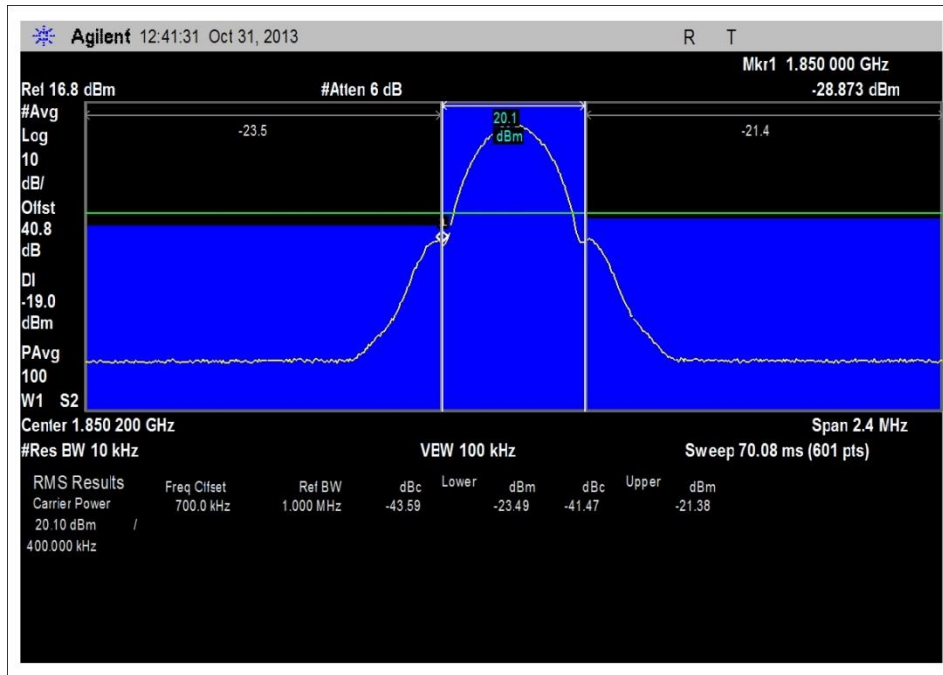 Agilent 12:41:31 Oct 31, 2013 R T
Mkr1 1.850 000 GHz
Ref 16.8 dBm #Atten 6 dB -28.873 dBm
#Avg
Log
10
dB/
Offst
40.8
dB
DI
-19.0
dBm
PAvg
100
W1 S2
-23.5
20.1
dBm
-21.4
Center 1.850 200 GHz Span 2.4 MHz
#Res BW 10 kHz VBW 100 kHz Sweep 70.08 ms (601 pts)
RMS Results Freq Offset Ref BW dBc Lower dBm dBc Upper dBm
Carrier Power 700.0 kHz 1.000 MHz -43.59 -23.49 -41.47 -21.38
20.10 dBm /
400.000 kHz